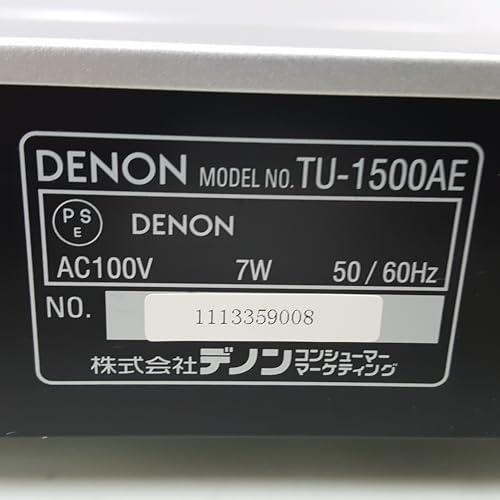 DENON MODEL NO. TU-1500AE
PSE DENON
AC100V 7W 50 / 60Hz
NO. 1113359008
株式会社デノン コンシューマー
マーケティング